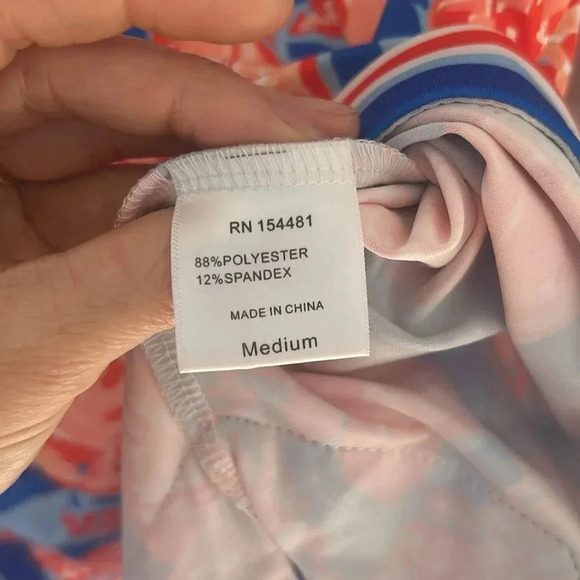 RN 154481
88%POLYESTER
12%SPANDEX
MADE IN CHINA
Medium